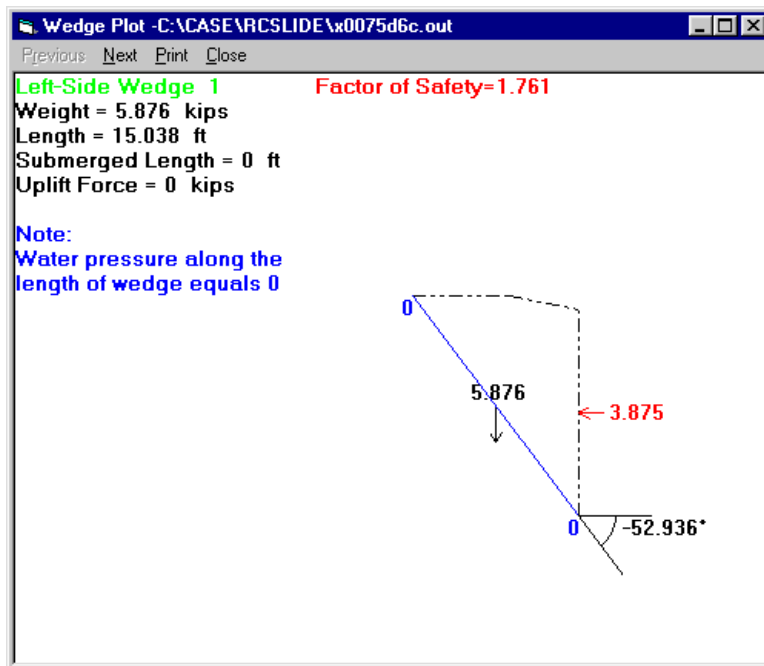 Wedge Plot -C:\CASE\RCSLIDE\x0075d6c.out
Previous Next Print Close
Left-Side Wedge 1 Factor of Safety=1.761
Weight = 5.876 kips
Length = 15.038 ft
Submerged Length = 0 ft
Uplift Force = 0 kips
Note:
Water pressure along the
length of wedge equals 0
0
5.876
3.875
0
-52.936°